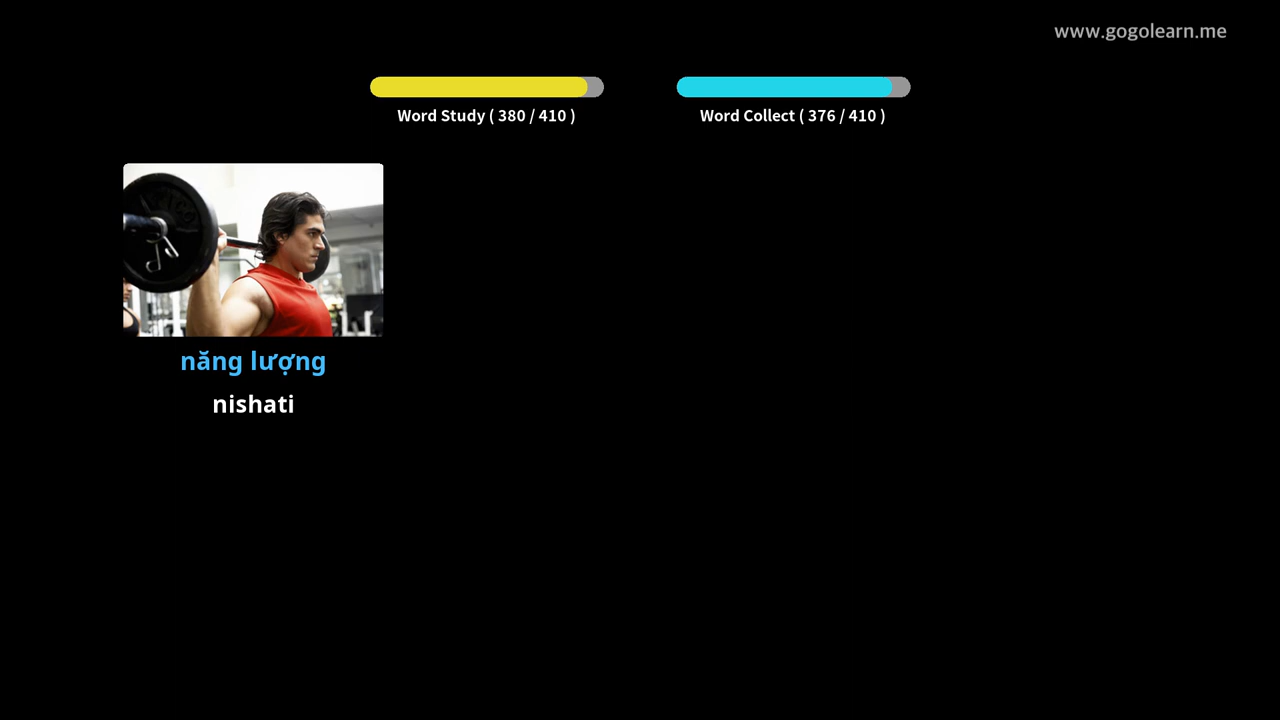 www.gogolearn.me
Word Study ( 380 / 410 )
Word Collect ( 376 / 410 )
năng lượng
nishati